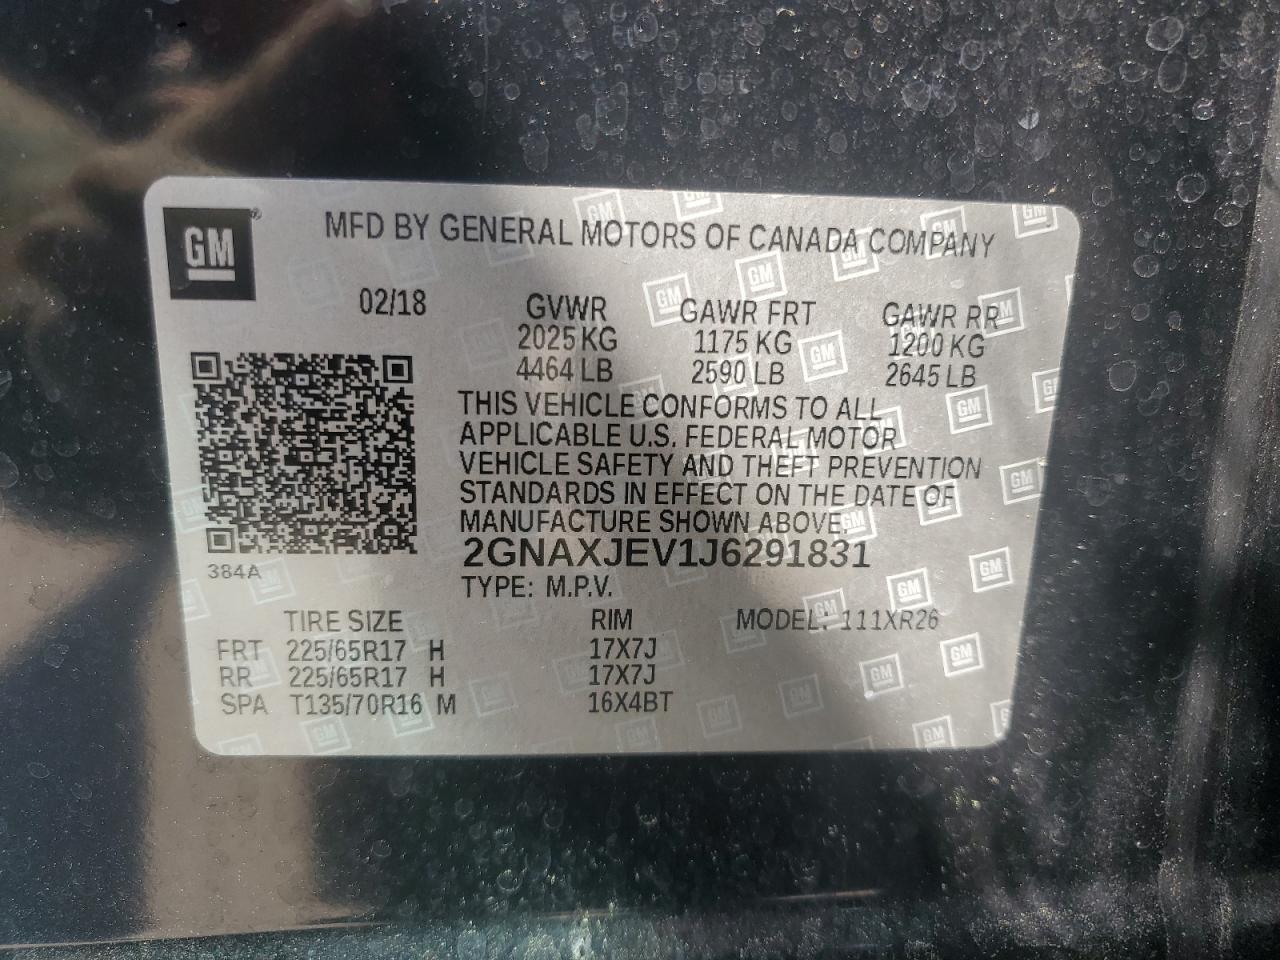 GM
MFD BY GENERAL MOTORS OF CANADA COMPANY
02/18 GVWR GAWR FRT GAWR RR
2025 KG 1175 KG 1200 KG
4464 LB 2590 LB 2645 LB
THIS VEHICLE CONFORMS TO ALL
APPLICABLE U.S. FEDERAL MOTOR
VEHICLE SAFETY AND THEFT PREVENTION
STANDARDS IN EFFECT ON THE DATE OF
MANUFACTURE SHOWN ABOVE.
2GNAXJEV1J6291831
384A
TYPE: M.P.V.
TIRE SIZE RIM MODEL: 111XR26
FRT 225/65R17 H 17X7J
RR 225/65R17 H 17X7J
SPA T135/70R16 M 16X4BT